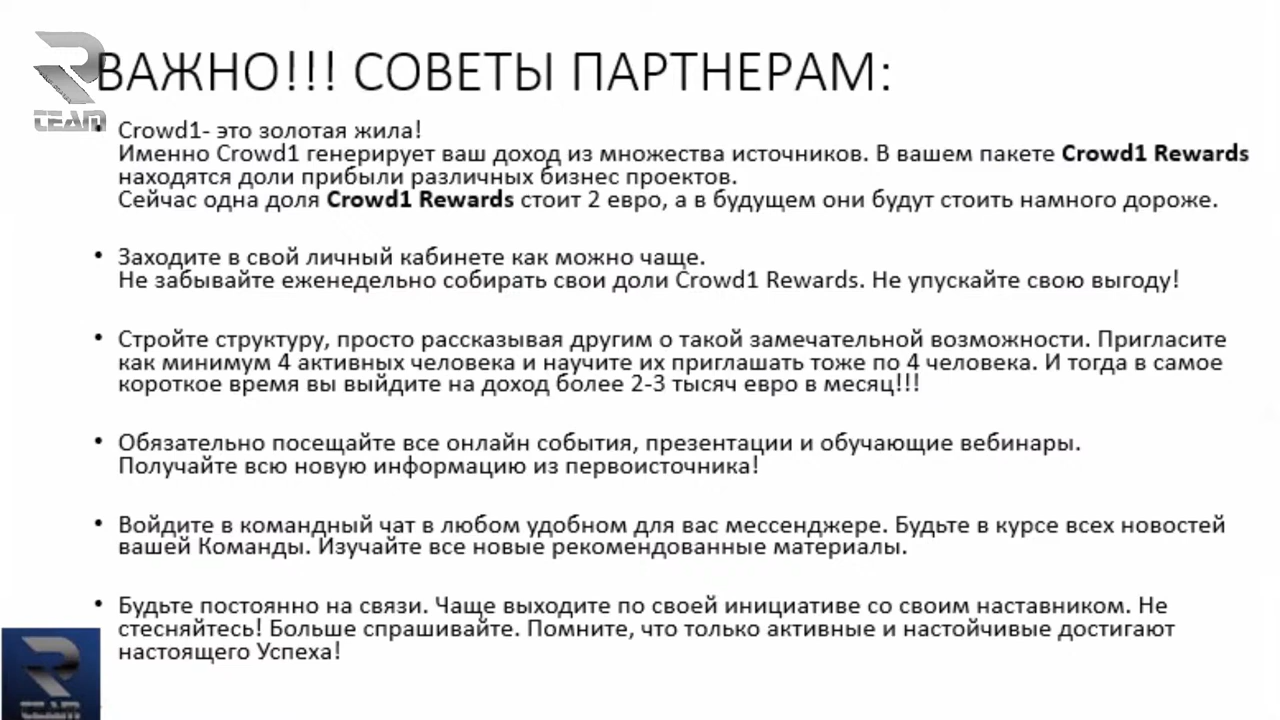 ВАЖНО!!! СОВЕТЫ ПАРТНЕРАМ:
R
TEAM
• Crowd1- это золотая жила!
Именно Crowd1 генерирует ваш доход из множества источников. В вашем пакете Crowd1 Rewards
находятся доли прибыли различных бизнес проектов.
Сейчас одна доля Crowd1 Rewards стоит 2 евро, а в будущем они будут стоить намного дороже.
• Заходите в свой личный кабинете как можно чаще.
Не забывайте еженедельно собирать свои доли Crowd1 Rewards. Не упускайте свою выгоду!
• Стройте структуру, просто рассказывая другим о такой замечательной возможности. Пригласите
как минимум 4 активных человека и научите их приглашать тоже по 4 человека. И тогда в самое
короткое время вы выйдите на доход более 2-3 тысяч евро в месяц!!!
• Обязательно посещайте все онлайн события, презентации и обучающие вебинары.
Получайте всю новую информацию из первоисточника!
• Войдите в командный чат в любом удобном для вас мессенджере. Будьте в курсе всех новостей
вашей Команды. Изучайте все новые рекомендованные материалы.
• Будьте постоянно на связи. Чаще выходите по своей инициативе со своим наставником. Не
стесняйтесь! Больше спрашивайте. Помните, что только активные и настойчивые достигают
настоящего Успеха!
R
TEAM